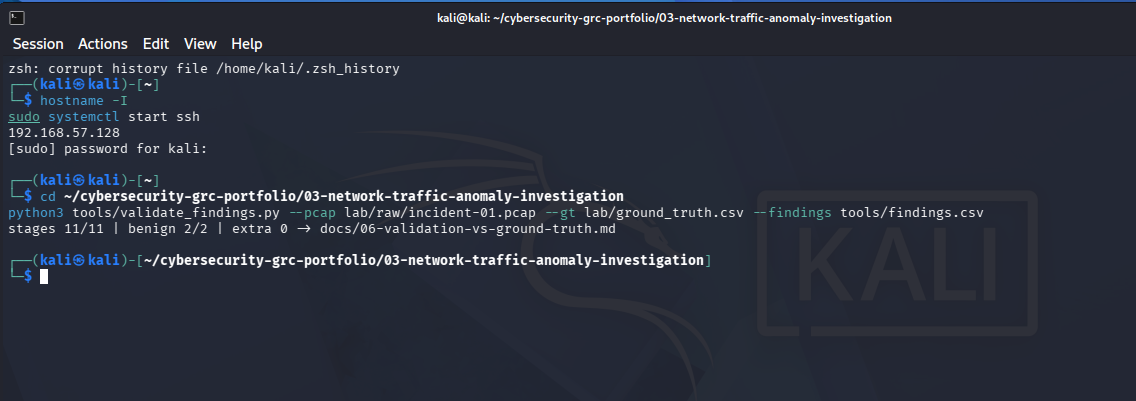 kali@kali: ~/cybersecurity-grc-portfolio/03-network-traffic-anomaly-investigation
Session Actions Edit View Help
zsh: corrupt history file /home/kali/.zsh_history
┌──(kali㉿kali)-[~]
└─$ hostname -I
sudo systemctl start ssh
192.168.57.128
[sudo] password for kali:
┌──(kali㉿kali)-[~]
└─$ cd ~/cybersecurity-grc-portfolio/03-network-traffic-anomaly-investigation
python3 tools/validate_findings.py --pcap lab/raw/incident-01.pcap --gt lab/ground_truth.csv --findings tools/findings.csv
stages 11/11 | benign 2/2 | extra 0 → docs/06-validation-vs-ground-truth.md
┌──(kali㉿kali)-[~/cybersecurity-grc-portfolio/03-network-traffic-anomaly-investigation]
└─$
KALI